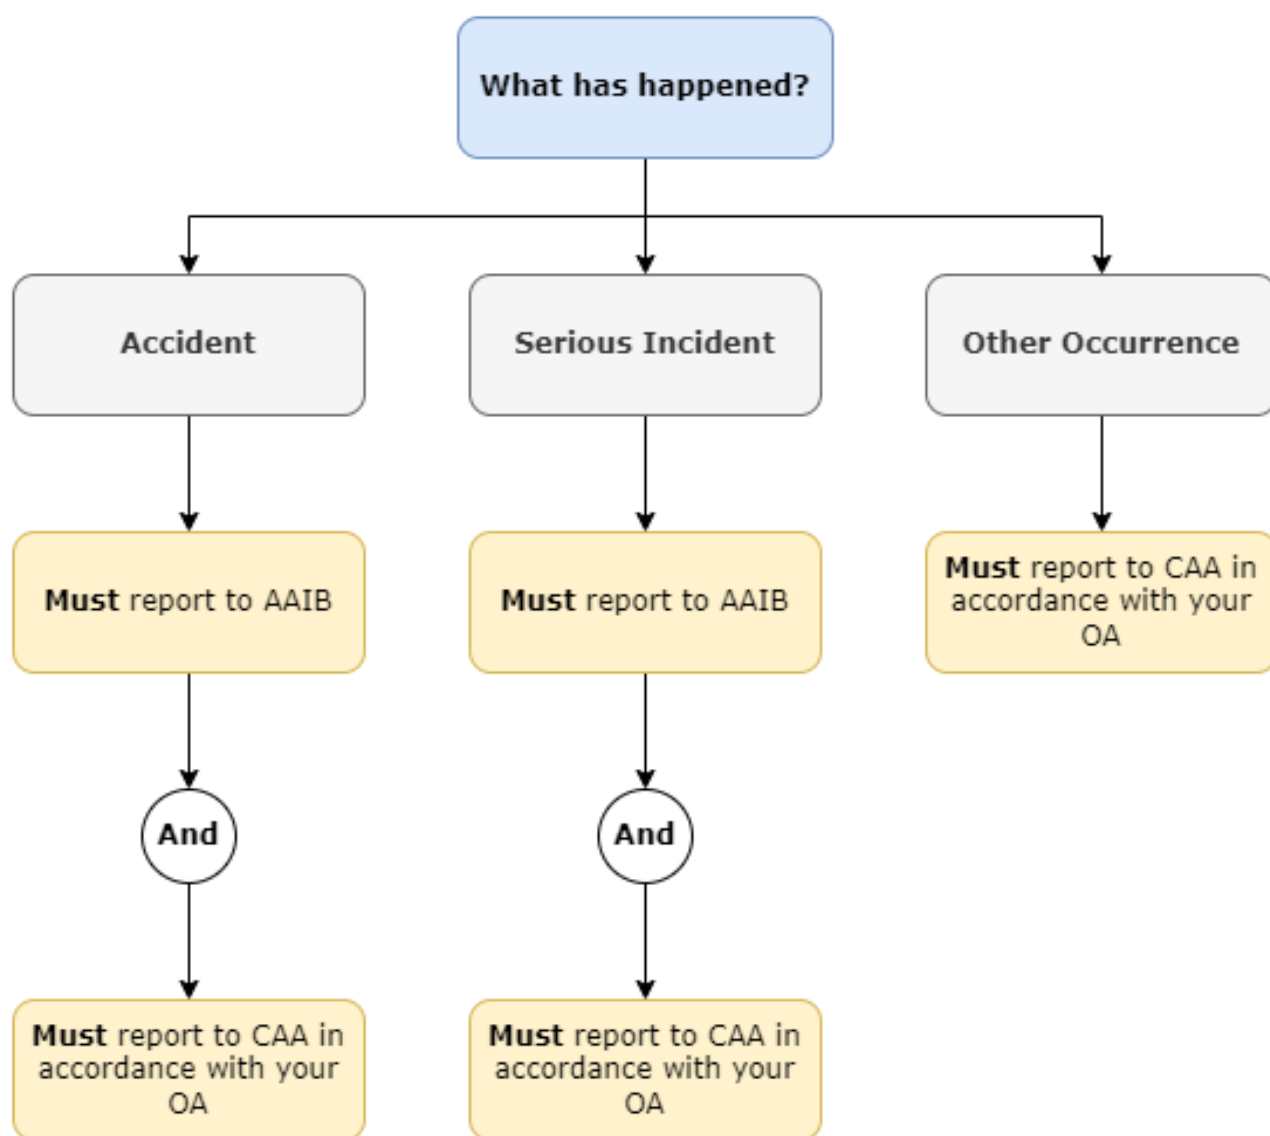 What has happened?
Accident
Serious Incident
Other Occurrence
Must report to AAIB
Must report to AAIB
Must report to CAA in
accordance with your
OA
And
And
Must report to CAA in
accordance with your
OA
Must report to CAA in
accordance with your
OA